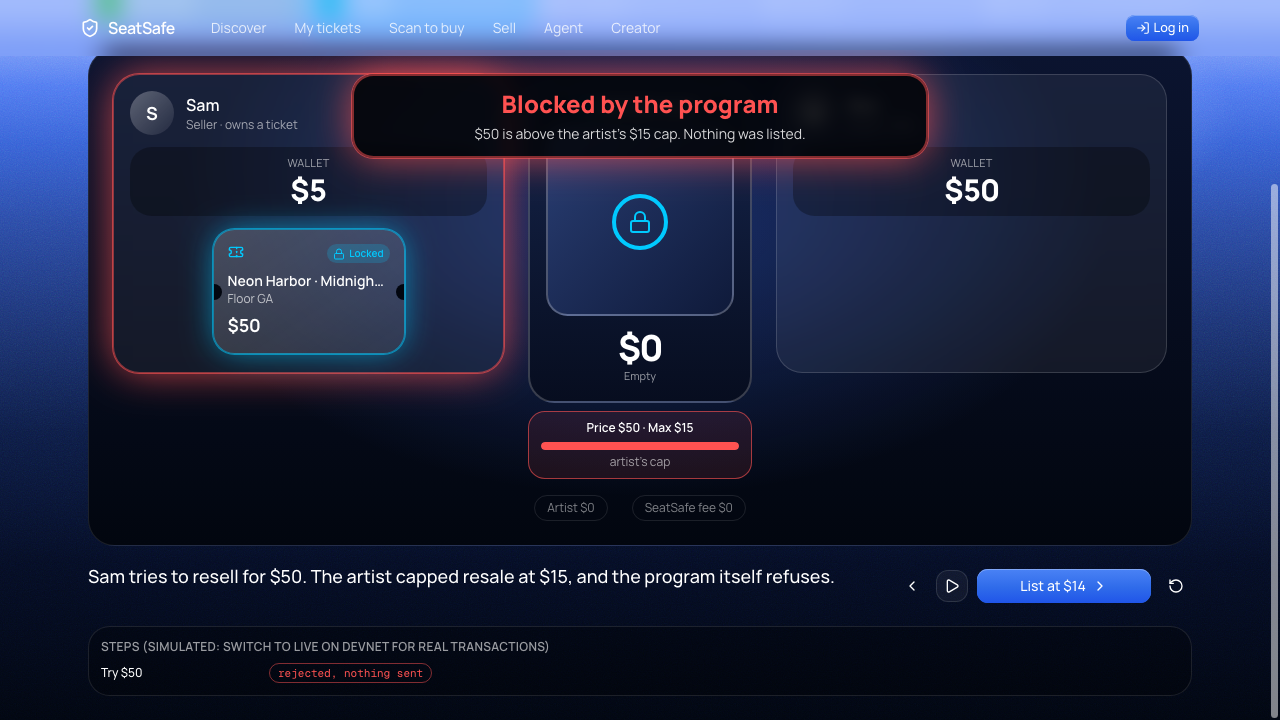 SeatSafe
Discover
My tickets
Scan to buy
Sell
Agent
Creator
Log in
Blocked by the program
$50 is above the artist's $15 cap. Nothing was listed.
S
Sam
Seller · owns a ticket
WALLET
$5
Locked
Neon Harbor · Midnigh…
Floor GA
$50
$0
Empty
Price $50 · Max $15
artist's cap
Artist $0
SeatSafe fee $0
WALLET
$50
Sam tries to resell for $50. The artist capped resale at $15, and the program itself refuses.
List at $14
STEPS (SIMULATED: SWITCH TO LIVE ON DEVNET FOR REAL TRANSACTIONS)
Try $50
rejected, nothing sent